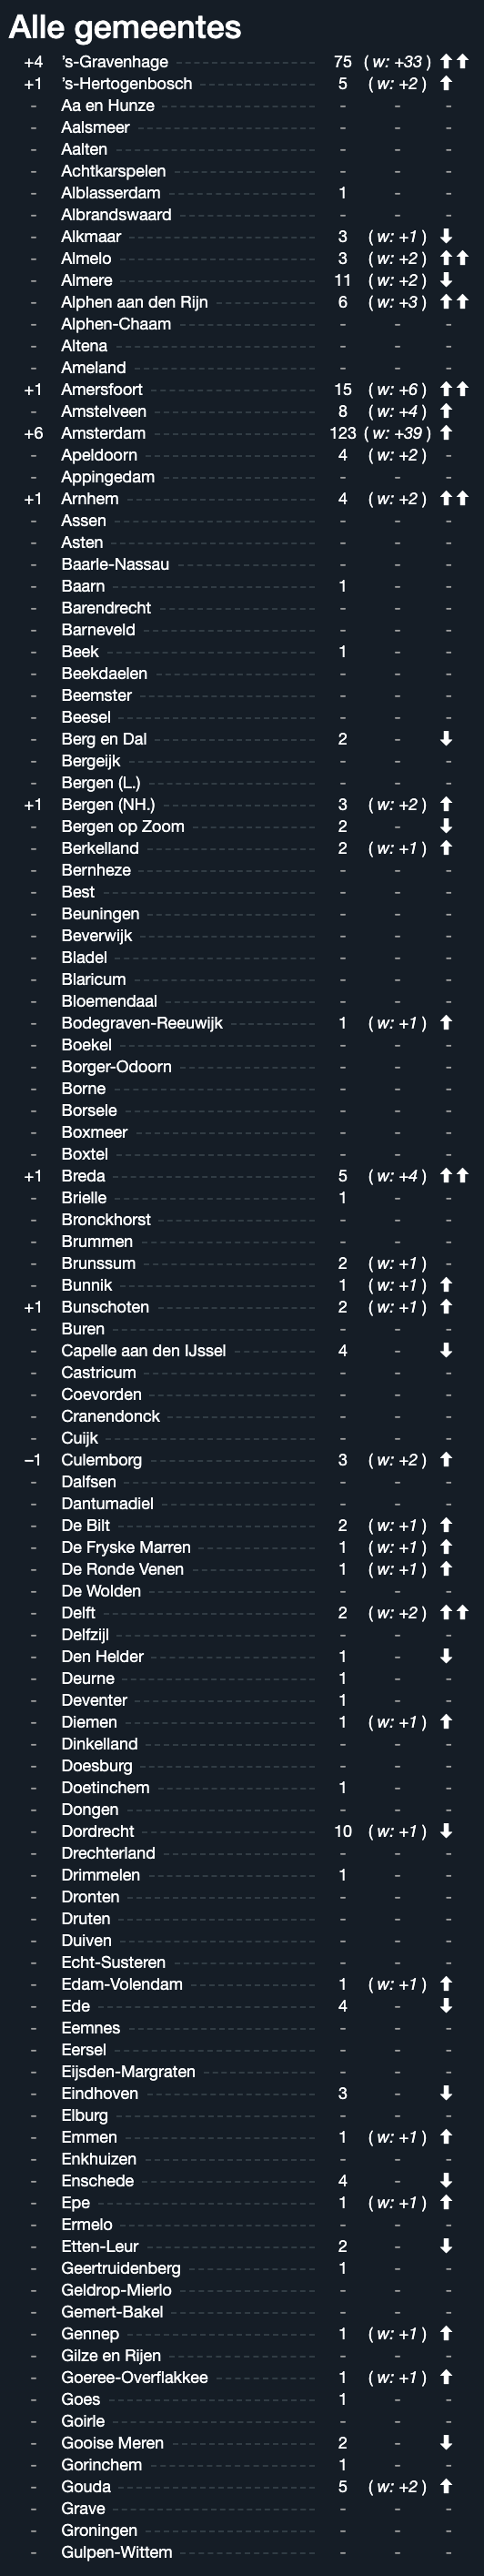 Alle gemeentes
+4 's-Gravenhage 75 ( w: +33 ) ⬆⬆
+1 's-Hertogenbosch 5 ( w: +2 ) ⬆
- Aa en Hunze - - -
- Aalsmeer - - -
- Aalten - - -
- Achtkarspelen - - -
- Alblasserdam 1 - -
- Albrandswaard - - -
- Alkmaar 3 ( w: +1 ) ⬇
- Almelo 3 ( w: +2 ) ⬆⬆
- Almere 11 ( w: +2 ) ⬇
- Alphen aan den Rijn 6 ( w: +3 ) ⬆⬆
- Alphen-Chaam - - -
- Altena - - -
- Ameland - - -
+1 Amersfoort 15 ( w: +6 ) ⬆⬆
- Amstelveen 8 ( w: +4 ) ⬆
+6 Amsterdam 123 ( w: +39 ) ⬆
- Apeldoorn 4 ( w: +2 ) -
- Appingedam - - -
+1 Arnhem 4 ( w: +2 ) ⬆⬆
- Assen - - -
- Asten - - -
- Baarle-Nassau - - -
- Baarn 1 - -
- Barendrecht - - -
- Barneveld - - -
- Beek 1 - -
- Beekdaelen - - -
- Beemster - - -
- Beesel - - -
- Berg en Dal 2 - ⬇
- Bergeijk - - -
- Bergen (L.) - - -
+1 Bergen (NH.) 3 ( w: +2 ) ⬆
- Bergen op Zoom 2 - ⬇
- Berkelland 2 ( w: +1 ) ⬆
- Bernheze - - -
- Best - - -
- Beuningen - - -
- Beverwijk - - -
- Bladel - - -
- Blaricum - - -
- Bloemendaal - - -
- Bodegraven-Reeuwijk 1 ( w: +1 ) ⬆
- Boekel - - -
- Borger-Odoorn - - -
- Borne - - -
- Borsele - - -
- Boxmeer - - -
- Boxtel - - -
+1 Breda 5 ( w: +4 ) ⬆⬆
- Brielle 1 - -
- Bronckhorst - - -
- Brummen - - -
- Brunssum 2 ( w: +1 ) -
- Bunnik 1 ( w: +1 ) ⬆
+1 Bunschoten 2 ( w: +1 ) ⬆
- Buren - - -
- Capelle aan den IJssel 4 - ⬇
- Castricum - - -
- Coevorden - - -
- Cranendonck - - -
- Cuijk - - -
–1 Culemborg 3 ( w: +2 ) ⬆
- Dalfsen - - -
- Dantumadiel - - -
- De Bilt 2 ( w: +1 ) ⬆
- De Fryske Marren 1 ( w: +1 ) ⬆
- De Ronde Venen 1 ( w: +1 ) ⬆
- De Wolden - - -
- Delft 2 ( w: +2 ) ⬆⬆
- Delfzijl - - -
- Den Helder 1 - ⬇
- Deurne 1 - -
- Deventer 1 - -
- Diemen 1 ( w: +1 ) ⬆
- Dinkelland - - -
- Doesburg - - -
- Doetinchem 1 - -
- Dongen - - -
- Dordrecht 10 ( w: +1 ) ⬇
- Drechterland - - -
- Drimmelen 1 - -
- Dronten - - -
- Druten - - -
- Duiven - - -
- Echt-Susteren - - -
- Edam-Volendam 1 ( w: +1 ) ⬆
- Ede 4 - ⬇
- Eemnes - - -
- Eersel - - -
- Eijsden-Margraten - - -
- Eindhoven 3 - ⬇
- Elburg - - -
- Emmen 1 ( w: +1 ) ⬆
- Enkhuizen - - -
- Enschede 4 - ⬇
- Epe 1 ( w: +1 ) ⬆
- Ermelo - - -
- Etten-Leur 2 - ⬇
- Geertruidenberg 1 - -
- Geldrop-Mierlo - - -
- Gemert-Bakel - - -
- Gennep 1 ( w: +1 ) ⬆
- Gilze en Rijen - - -
- Goeree-Overflakkee 1 ( w: +1 ) ⬆
- Goes 1 - -
- Goirle - - -
- Gooise Meren 2 - ⬇
- Gorinchem 1 - -
- Gouda 5 ( w: +2 ) ⬆
- Grave - - -
- Groningen - - -
- Gulpen-Wittem - - -